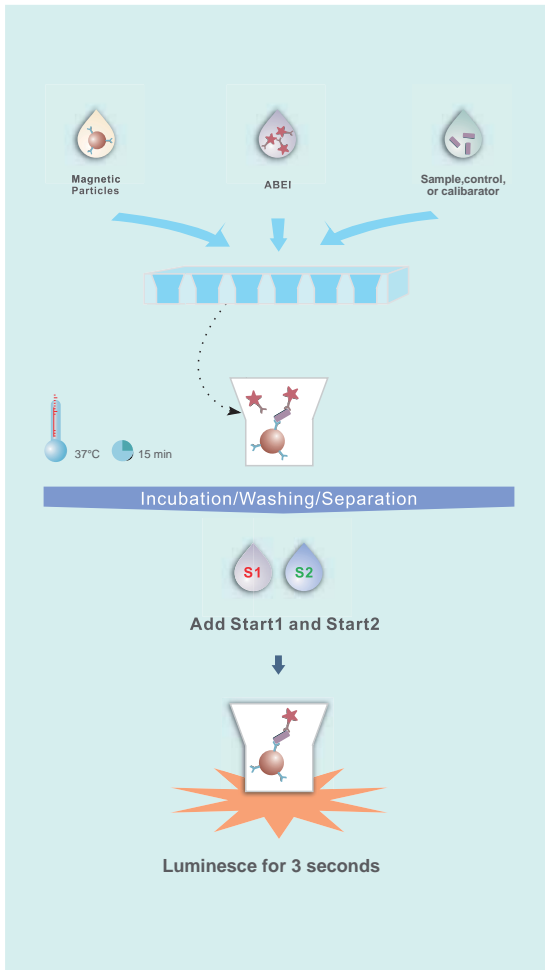 Magnetic
Particles
ABEI
Sample,control,
or calibarator
37°C
15 min
Incubation/Washing/Separation
S1
S2
Add Start1 and Start2
Luminesce for 3 seconds